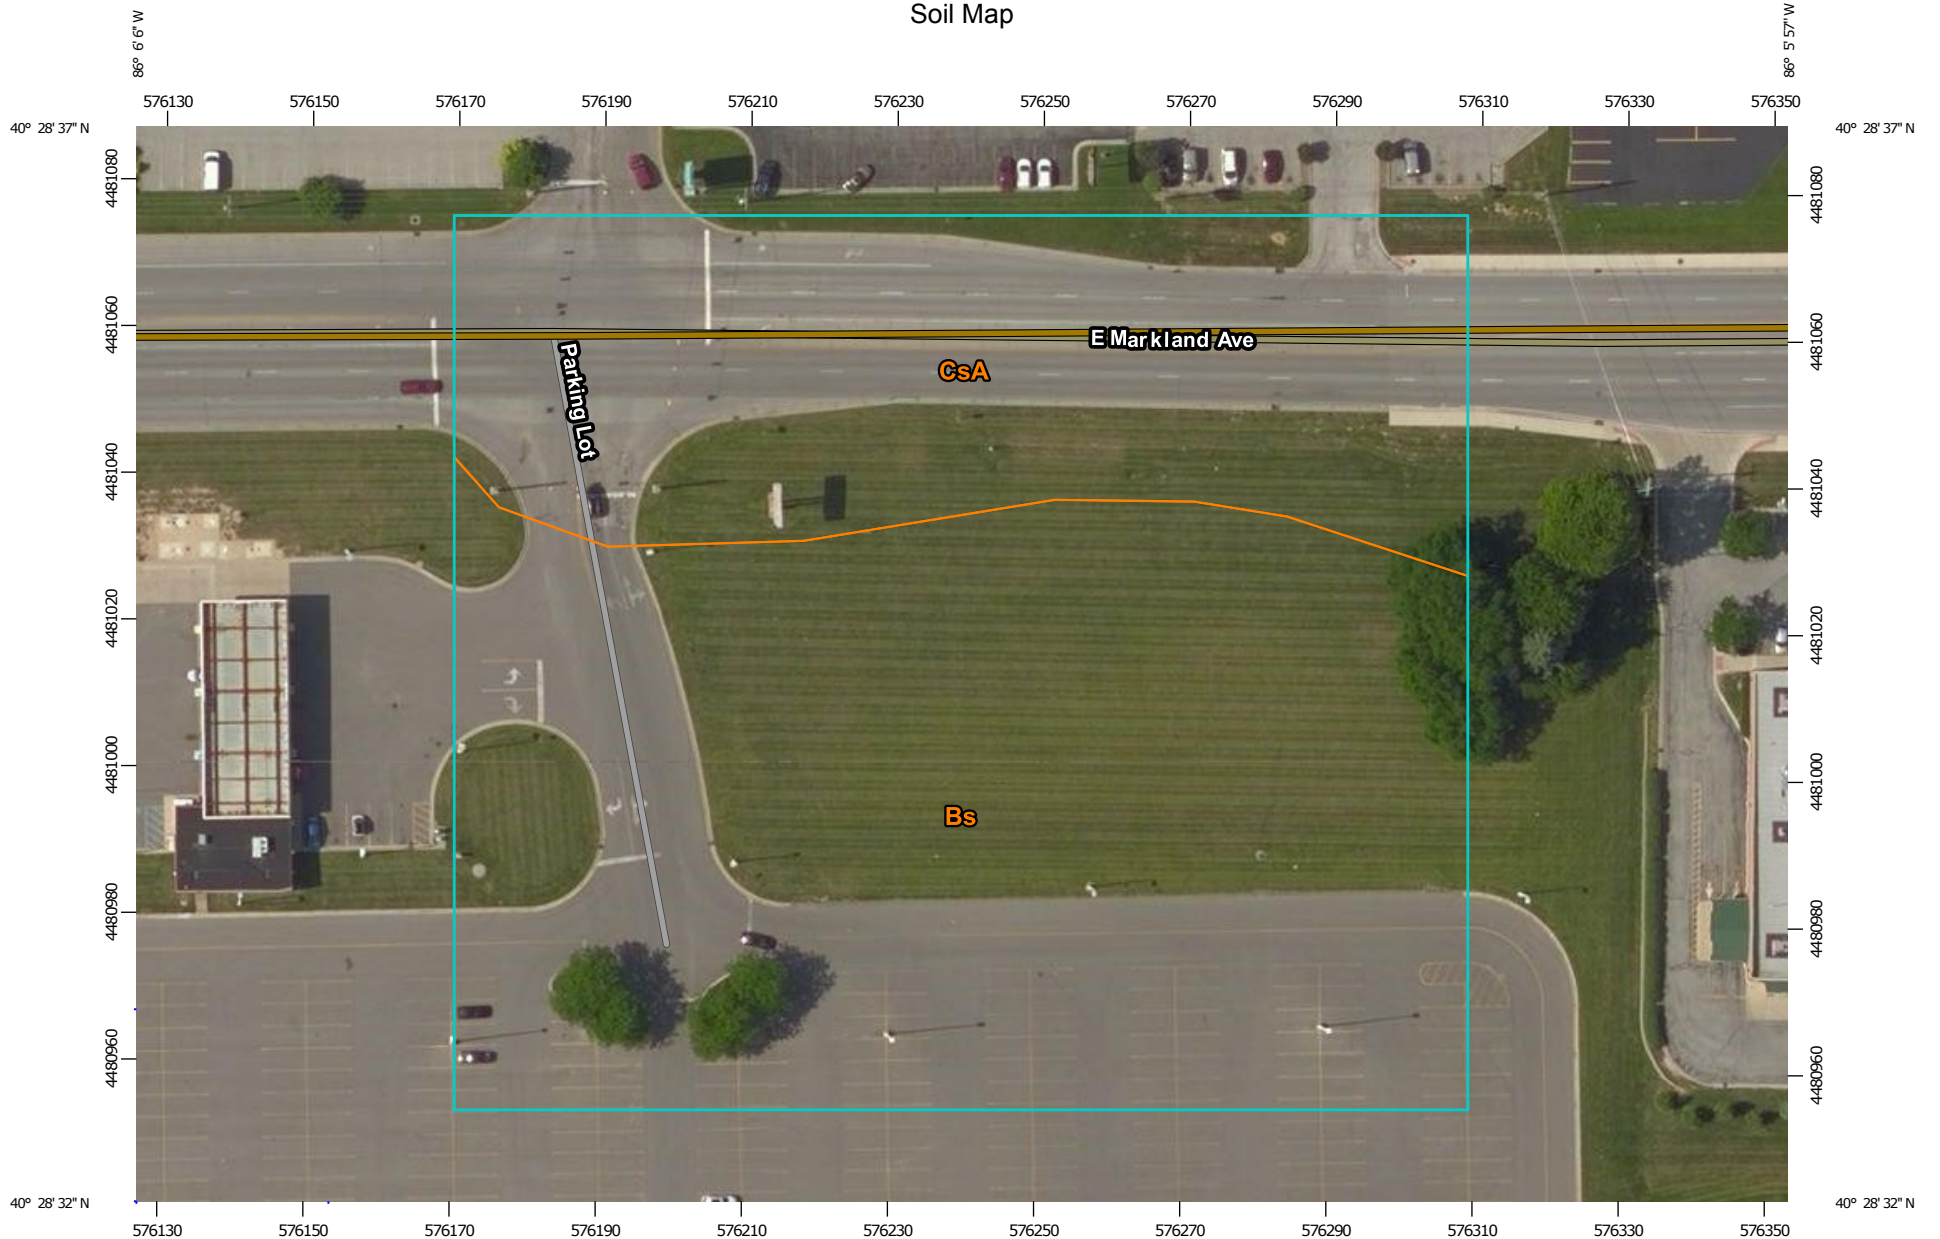 Soil Map
86° 6' 6" W
86° 5' 57" W
576130 576150 576170 576190 576210 576230 576250 576270 576290 576310 576330 576350
40° 28' 37" N
40° 28' 37" N
4481080
4481080
4481060
4481060
E Markland Ave
Parking Lot
CsA
4481040
4481040
4481020
4481020
4481000
4481000
Bs
4480980
4480980
4480960
4480960
40° 28' 32" N
40° 28' 32" N
576130 576150 576170 576190 576210 576230 576250 576270 576290 576310 576330 576350